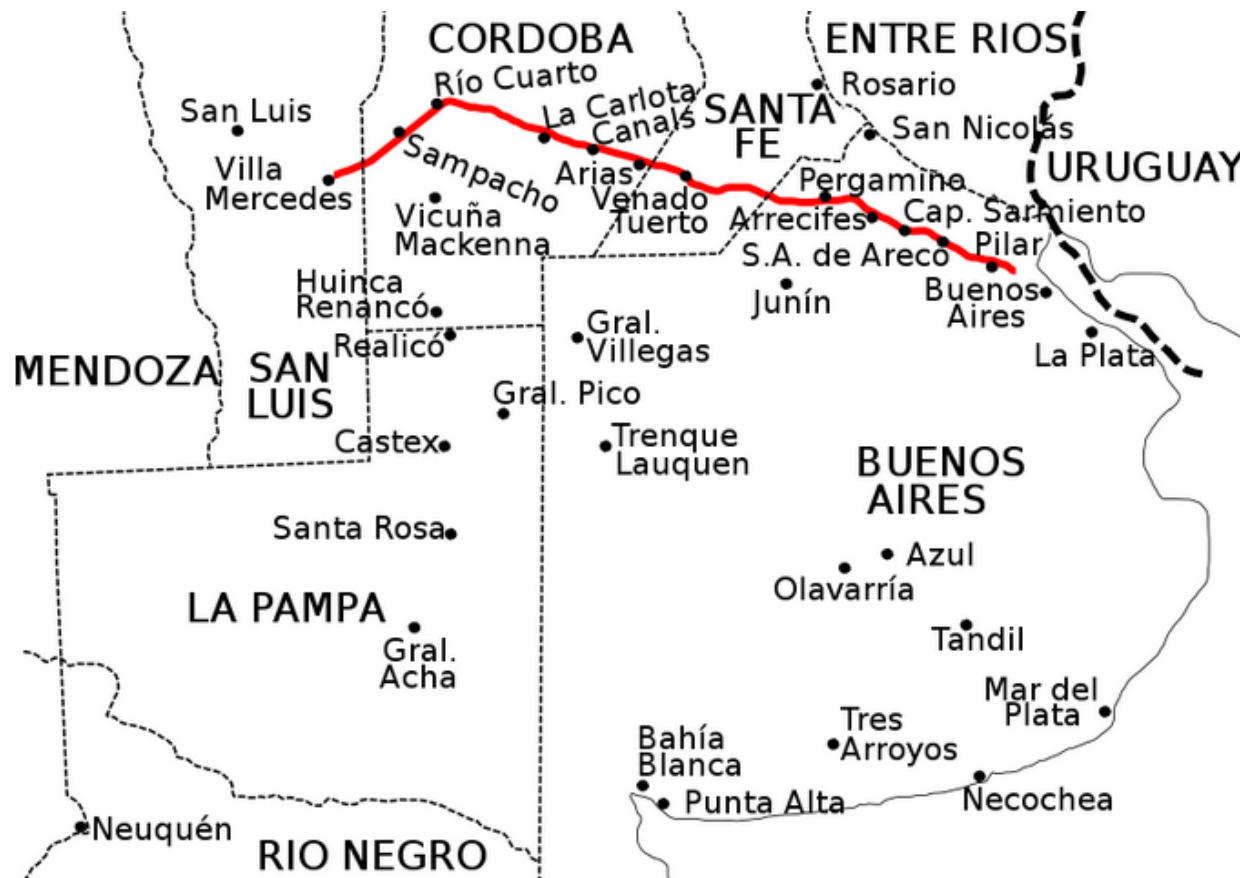 CORDOBA
ENTRE RIOS
Río Cuarto
Rosario
La Carlota
San Luis
Canals
SANTA
FE
San Nicolás
URUGUAY
Villa
Mercedes
Sampacho
Arias
Venado
Tuerto
Pergamino
Vicuña
Mackenna
Arrecifes
Cap. Sarmiento
S.A. de Areco
Pilar
Huinca
Renancó
Junín
Buenos
Aires
Realicó
Gral.
Villegas
La Plata
MENDOZA
SAN
LUIS
Gral. Pico
Castex
Trenque
Lauquen
BUENOS
AIRES
Santa Rosa
Azul
Olavarría
LA PAMPA
Tandil
Gral.
Acha
Mar del
Plata
Tres
Arroyos
Bahía
Blanca
Punta Alta
Necochea
Neuquén
RIO NEGRO